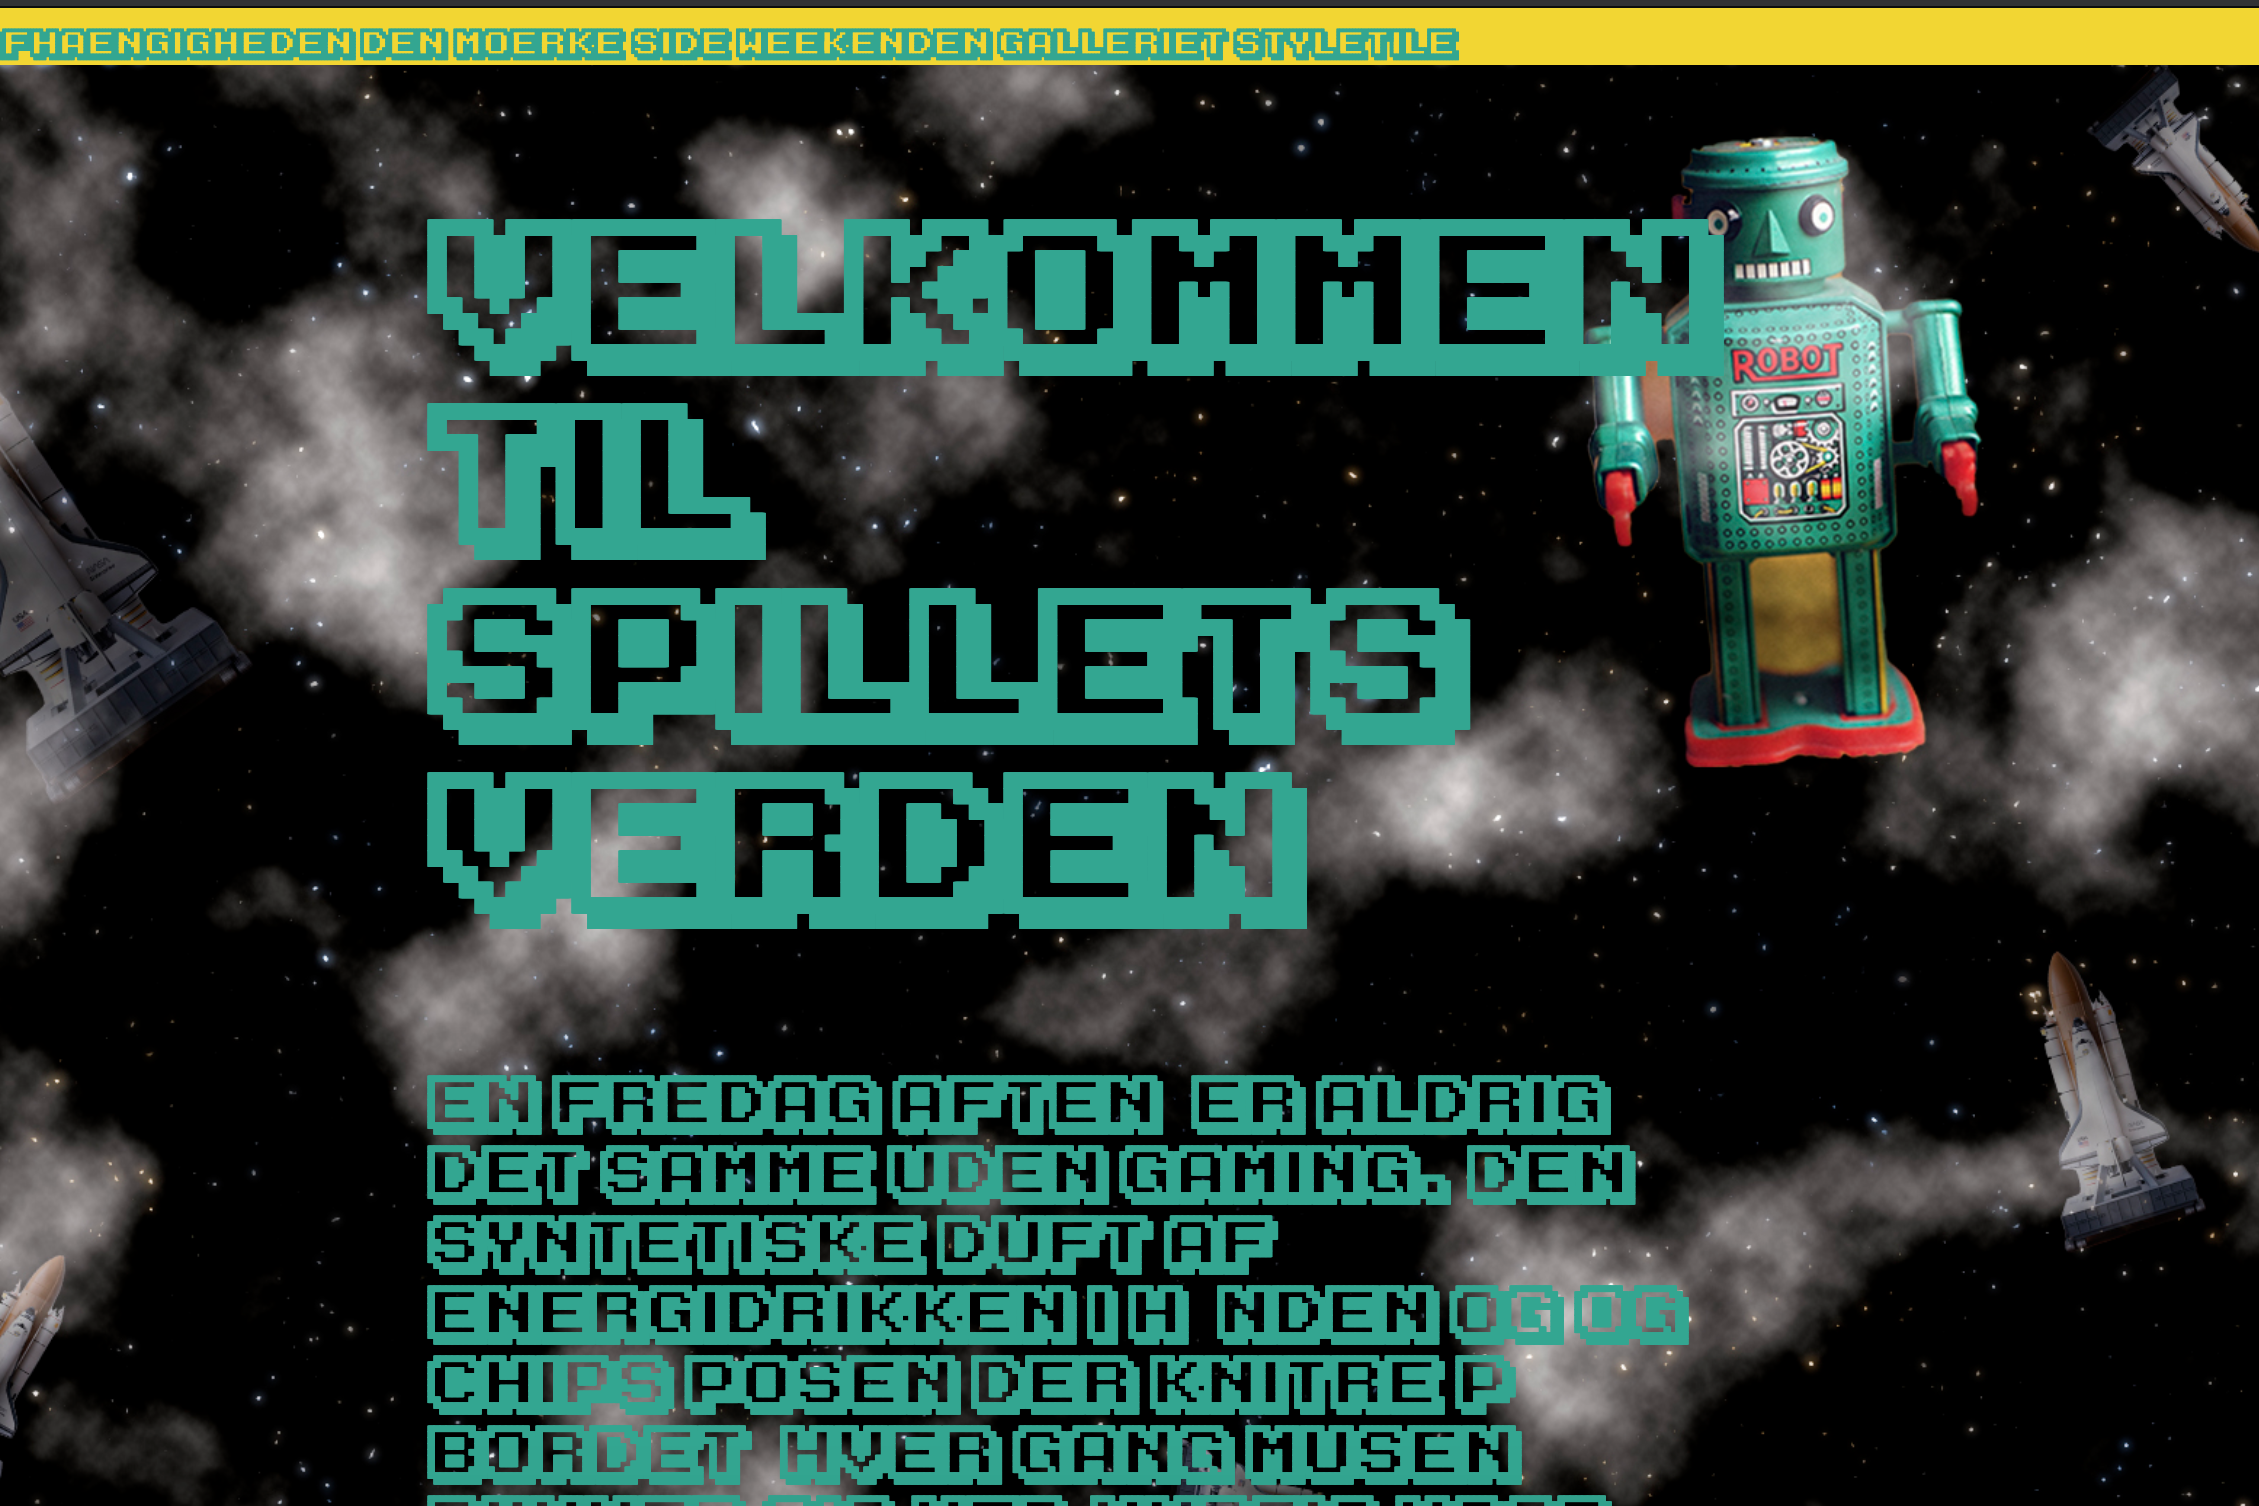 FHAENGIGHEDEN DEN MOERKE SIDE WEEKENDEN GALLERIET STYLETILE
VELKOMMEN
TIL
SPILLETS
VERDEN
ROBOT
EN FREDAG AFTEN ER ALDRIG
DET SAMME UDEN GAMING. DEN
SYNTETISKE DUFT AF
ENERGIDRIKKEN I H NDEN OG OG
CHIPS POSEN DER KNITRE P
BORDET HVER GANG MUSEN
USA